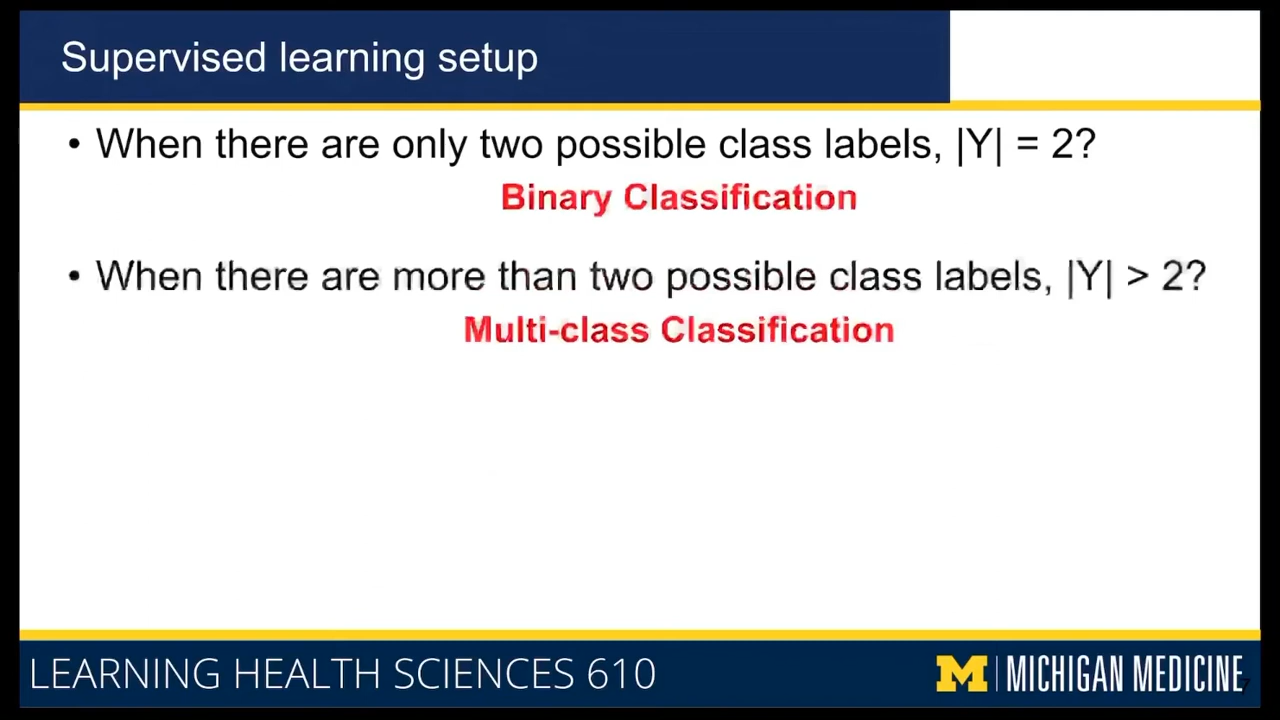 Supervised learning setup
• When there are only two possible class labels, |Y| = 2?
Binary Classification
• When there are more than two possible class labels, |Y| > 2?
Multi-class Classification
LEARNING HEALTH SCIENCES 610
M | MICHIGAN MEDICINE